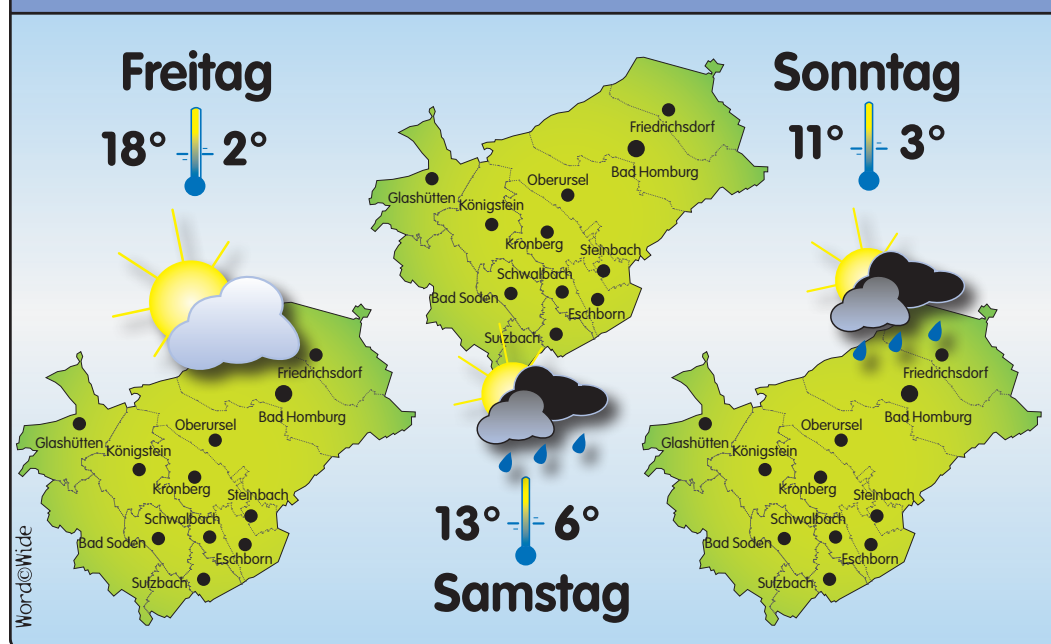 Freitag
18° 2°
Friedrichsdorf
Bad Homburg
Oberursel
Glashütten
Königstein
Kronberg
Steinbach
Schwalbach
Bad Soden
Eschborn
Sulzbach
Friedrichsdorf
Bad Homburg
Oberursel
Glashütten
Königstein
Kronberg
Steinbach
Schwalbach
Bad Soden
Eschborn
Sulzbach
13° 6°
Samstag
Sonntag
11° 3°
Friedrichsdorf
Bad Homburg
Oberursel
Glashütten
Königstein
Kronberg
Steinbach
Schwalbach
Bad Soden
Eschborn
Sulzbach
Word©Wide